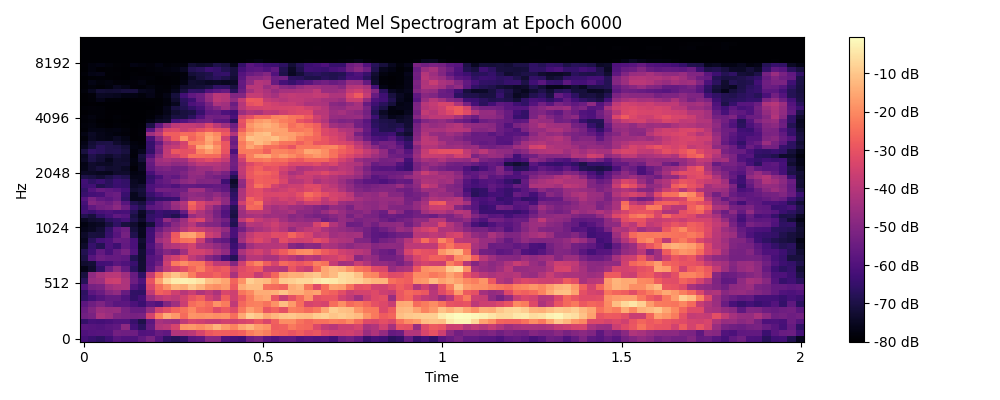 Generated Mel Spectrogram at Epoch 6000
Hz
8192
4096
2048
1024
512
0
0 0.5 1 1.5 2
Time
-10 dB
-20 dB
-30 dB
-40 dB
-50 dB
-60 dB
-70 dB
-80 dB